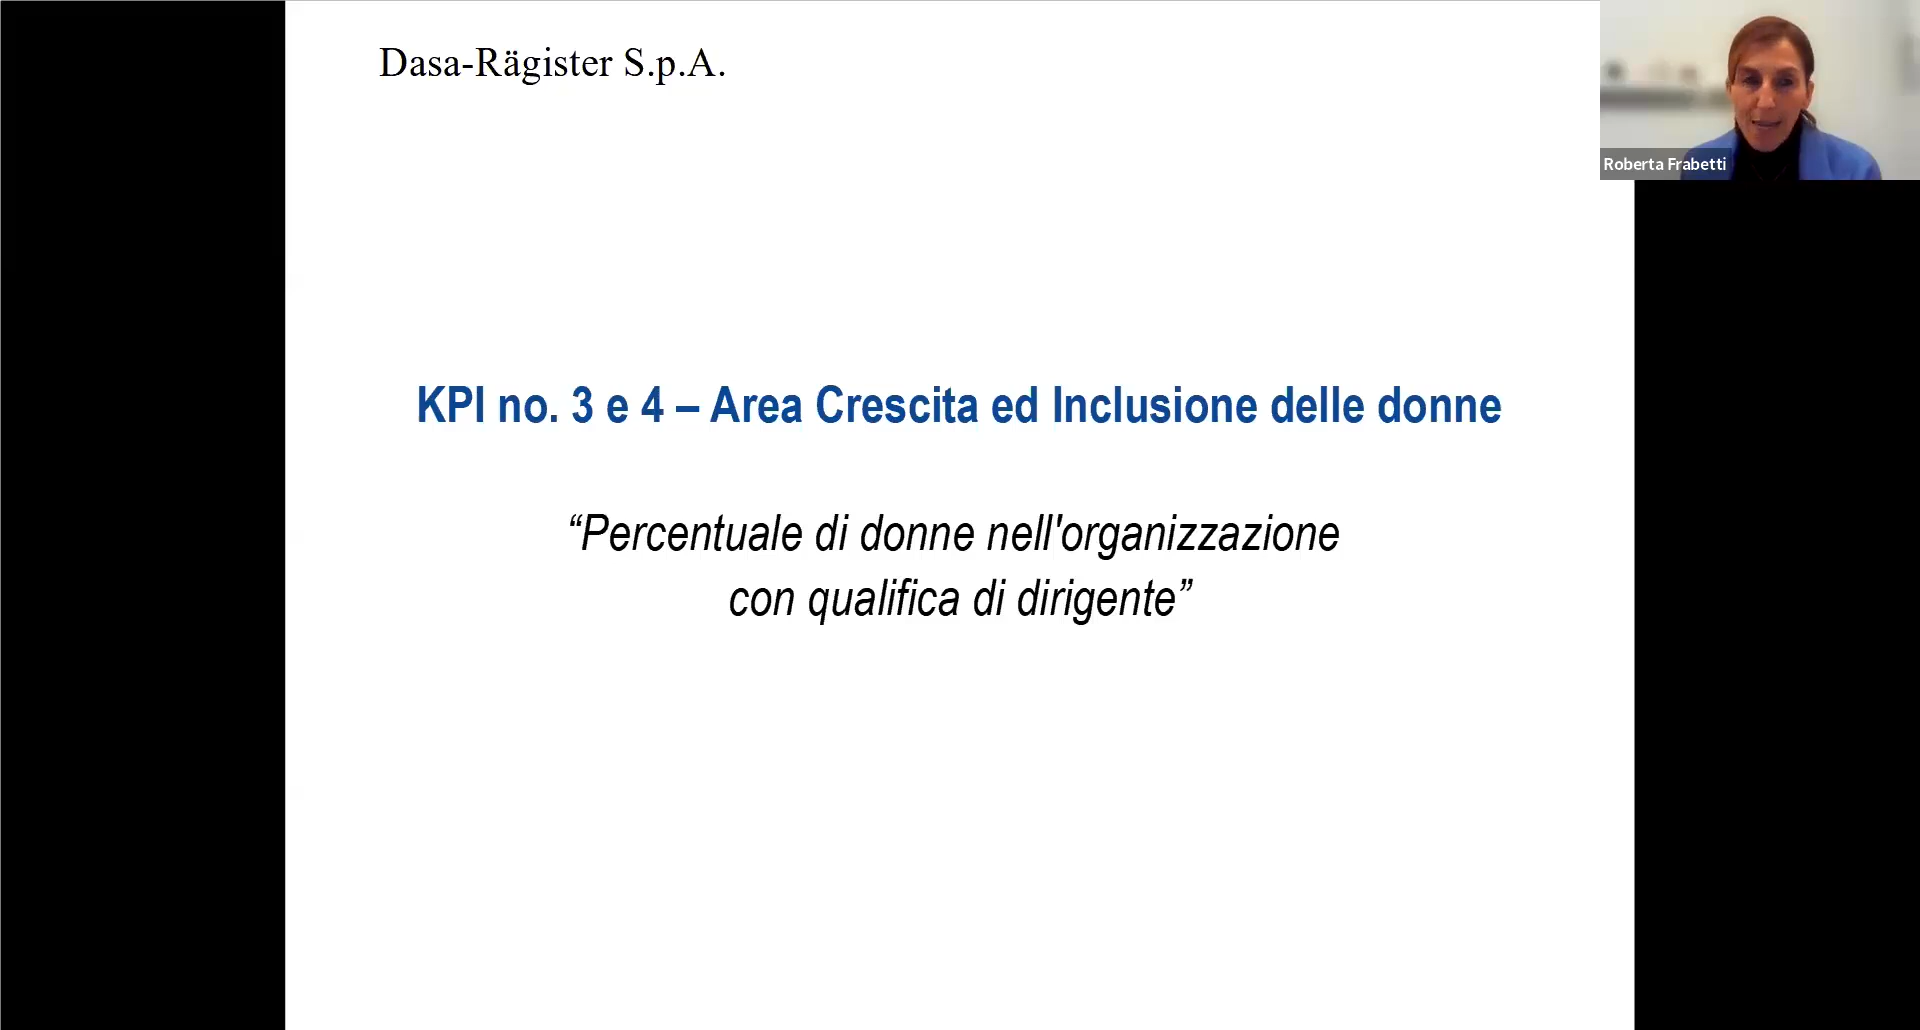 Dasa-Rägister S.p.A.
Roberta Frabetti
KPI no. 3 e 4 – Area Crescita ed Inclusione delle donne
“Percentuale di donne nell'organizzazione
con qualifica di dirigente”